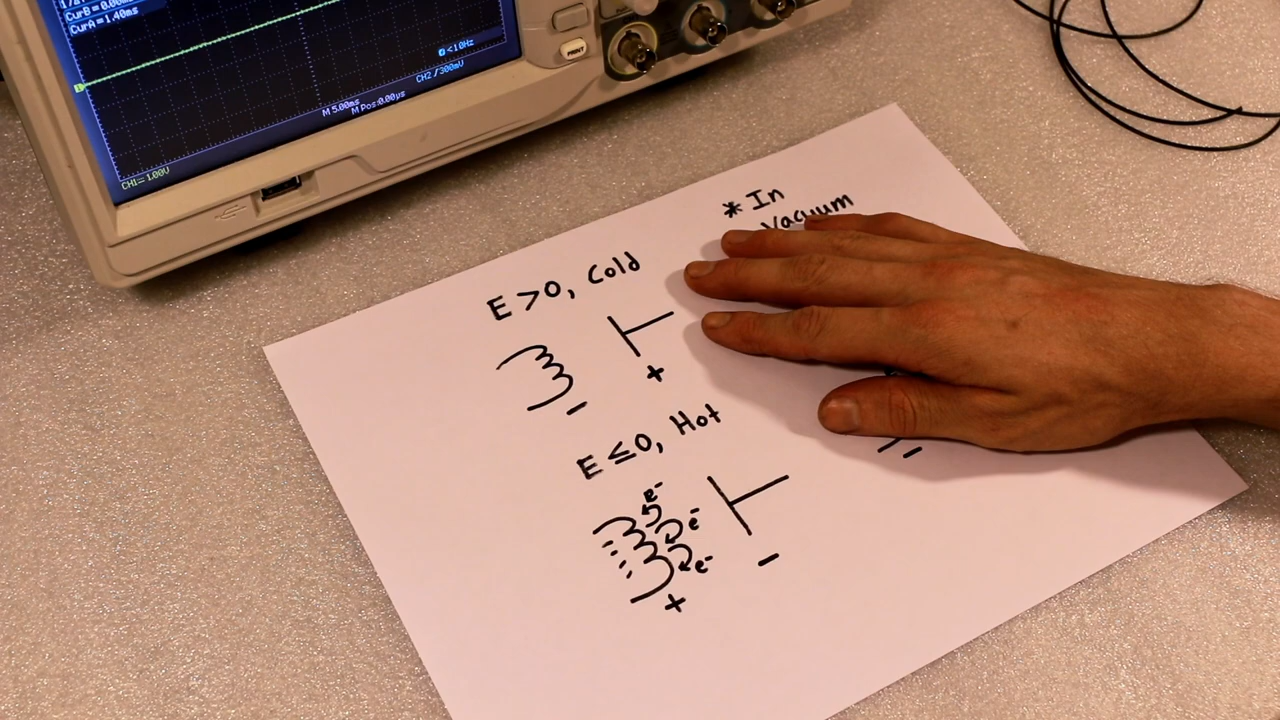 CurB = 0.00ms
CurA = 1.40ms
<10Hz
CH2 / 300mV
M 5.00ms
M Pos:0.00µs
CH1= 1.00V
PRINT
* In
Vacuum
E >0, Cold
+
-
E ≤0, Hot
e-
e-
e-
-
+
-